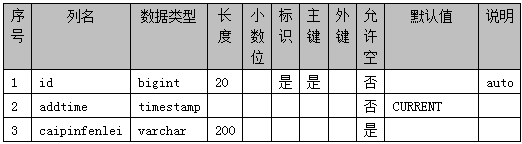 序号 列名 数据类型 长度 小数位 标识 主键 外键 允许空 默认值 说明
1 id bigint 20 是 是 否 auto
2 addtime timestamp 否 CURRENT
3 caipinfenlei varchar 200 是